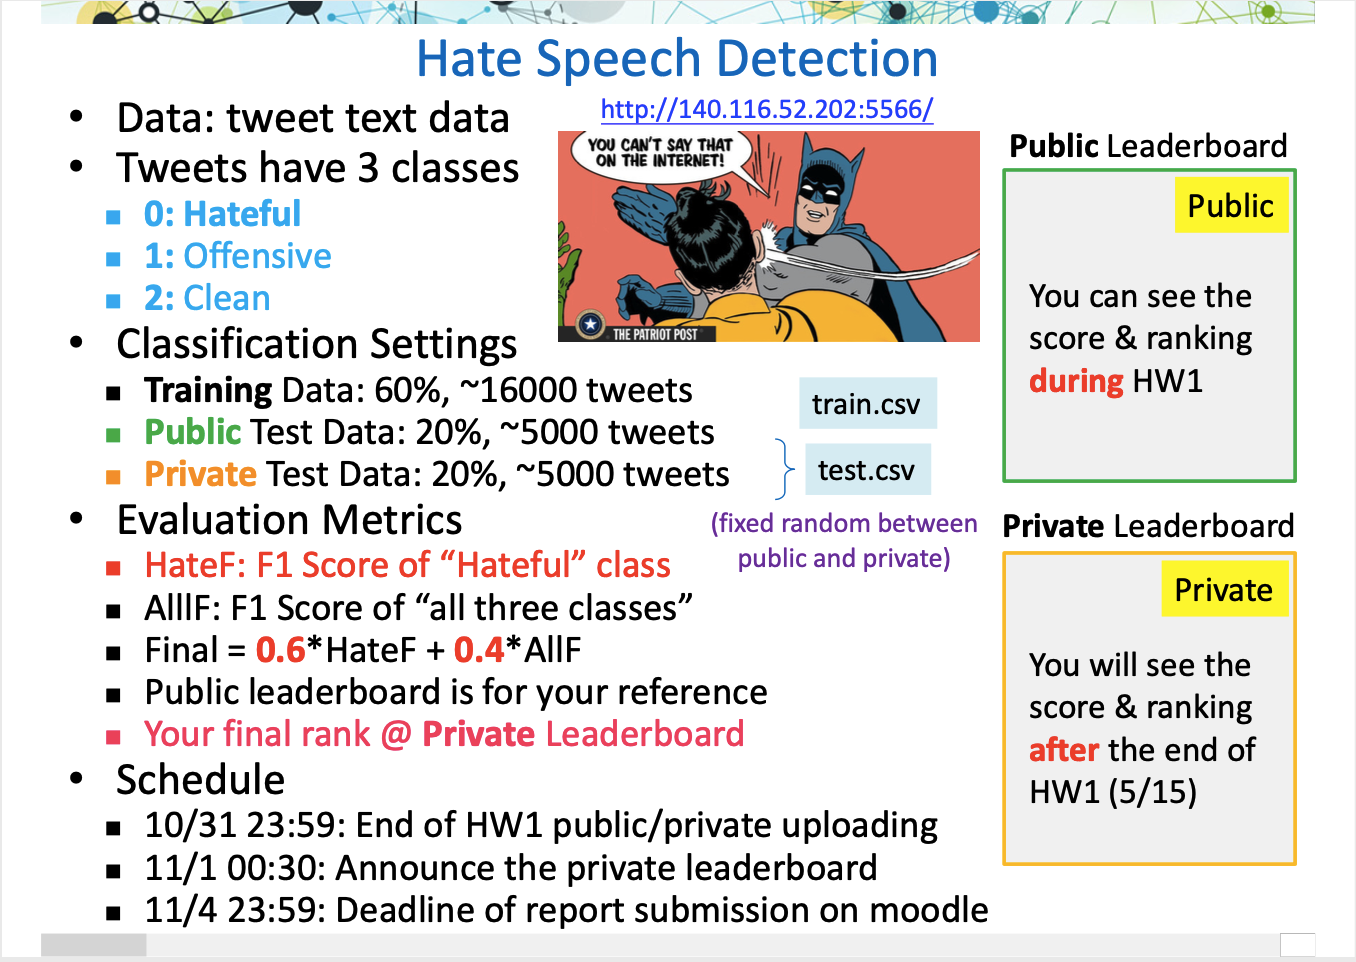 Hate Speech Detection
http://140.116.52.202:5566/
• Data: tweet text data
• Tweets have 3 classes
■ 0: Hateful
■ 1: Offensive
■ 2: Clean
YOU CAN'T SAY THAT
ON THE INTERNET!
THE PATRIOT POST
• Classification Settings
■ Training Data: 60%, ~16000 tweets
■ Public Test Data: 20%, ~5000 tweets
■ Private Test Data: 20%, ~5000 tweets
train.csv
test.csv
(fixed random between
public and private)
• Evaluation Metrics
■ HateF: F1 Score of “Hateful” class
■ AlllF: F1 Score of “all three classes”
■ Final = 0.6*HateF + 0.4*AllF
■ Public leaderboard is for your reference
■ Your final rank @ Private Leaderboard
• Schedule
■ 10/31 23:59: End of HW1 public/private uploading
■ 11/1 00:30: Announce the private leaderboard
■ 11/4 23:59: Deadline of report submission on moodle
Public Leaderboard
Public
You can see the
score & ranking
during HW1
Private Leaderboard
Private
You will see the
score & ranking
after the end of
HW1 (5/15)